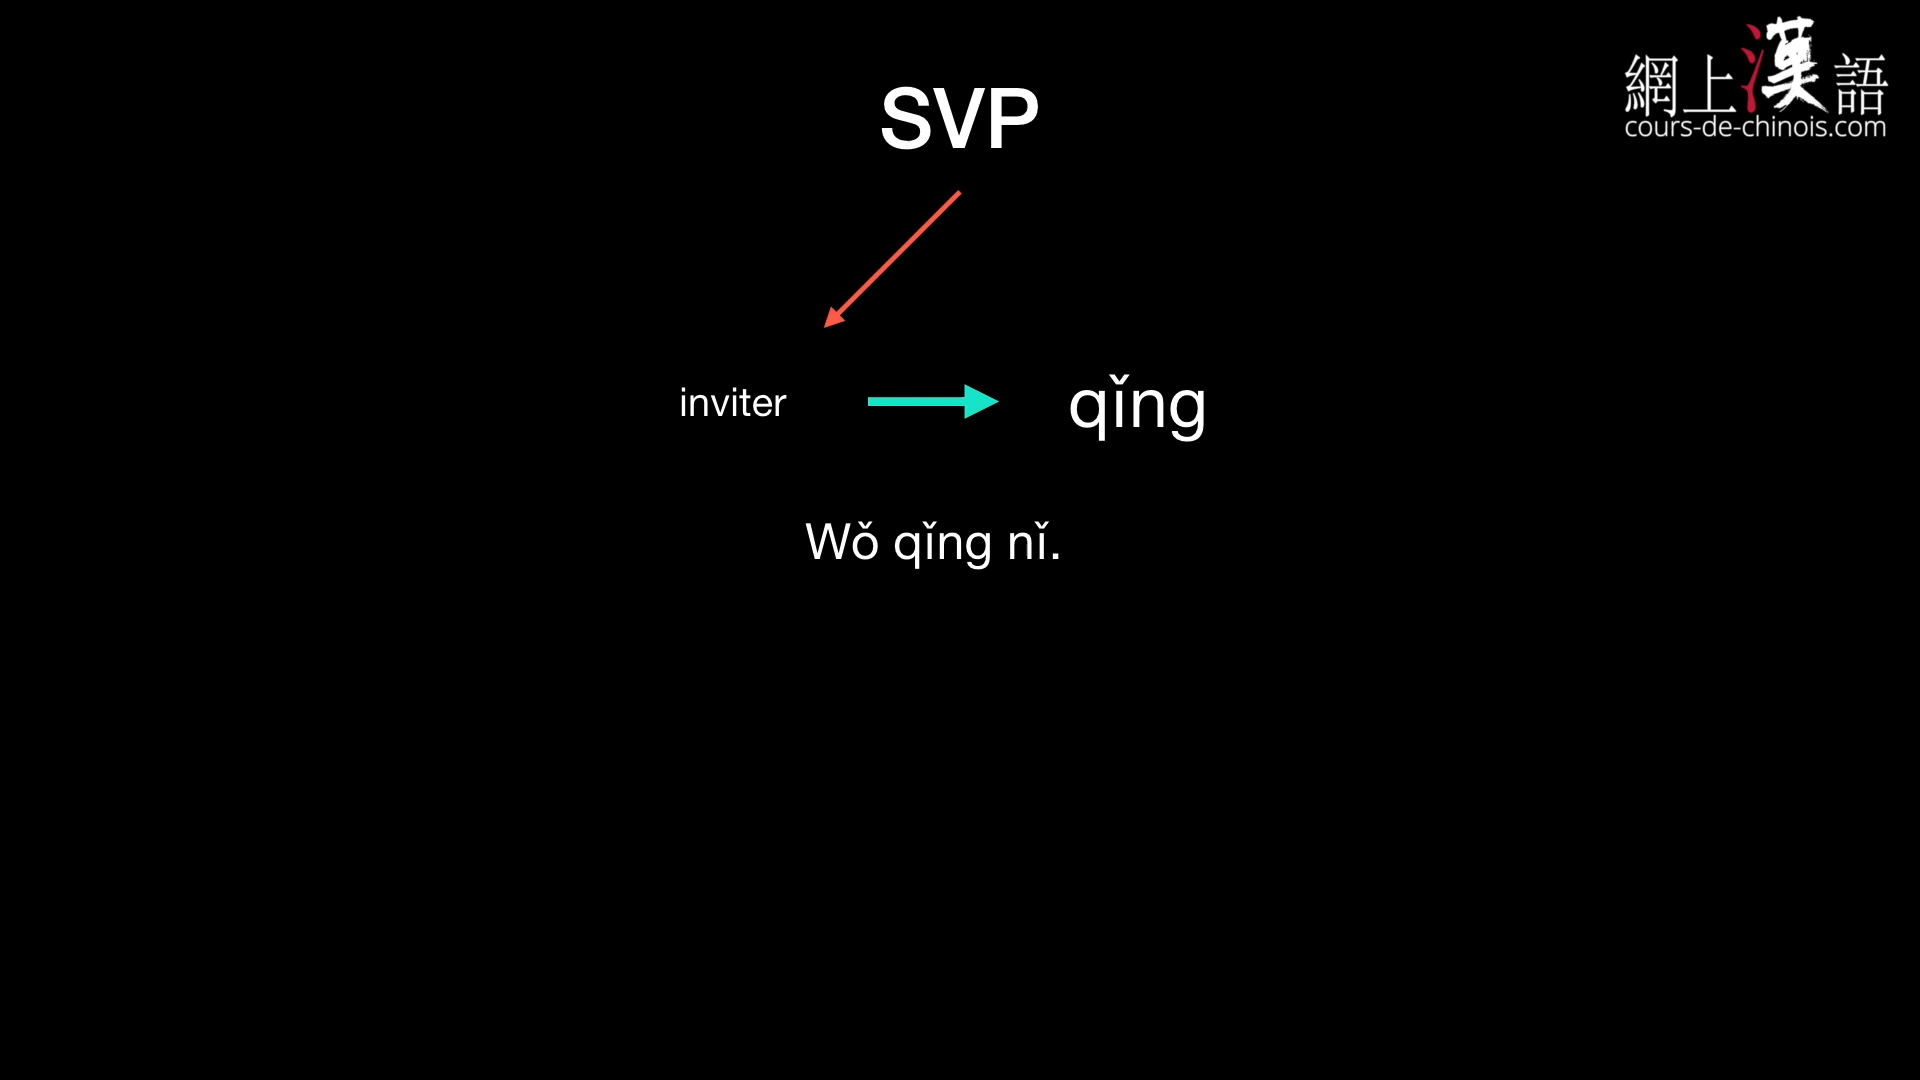 SVP
網上漢語
cours-de-chinois.com
inviter
qǐng
Wǒ qǐng nǐ.